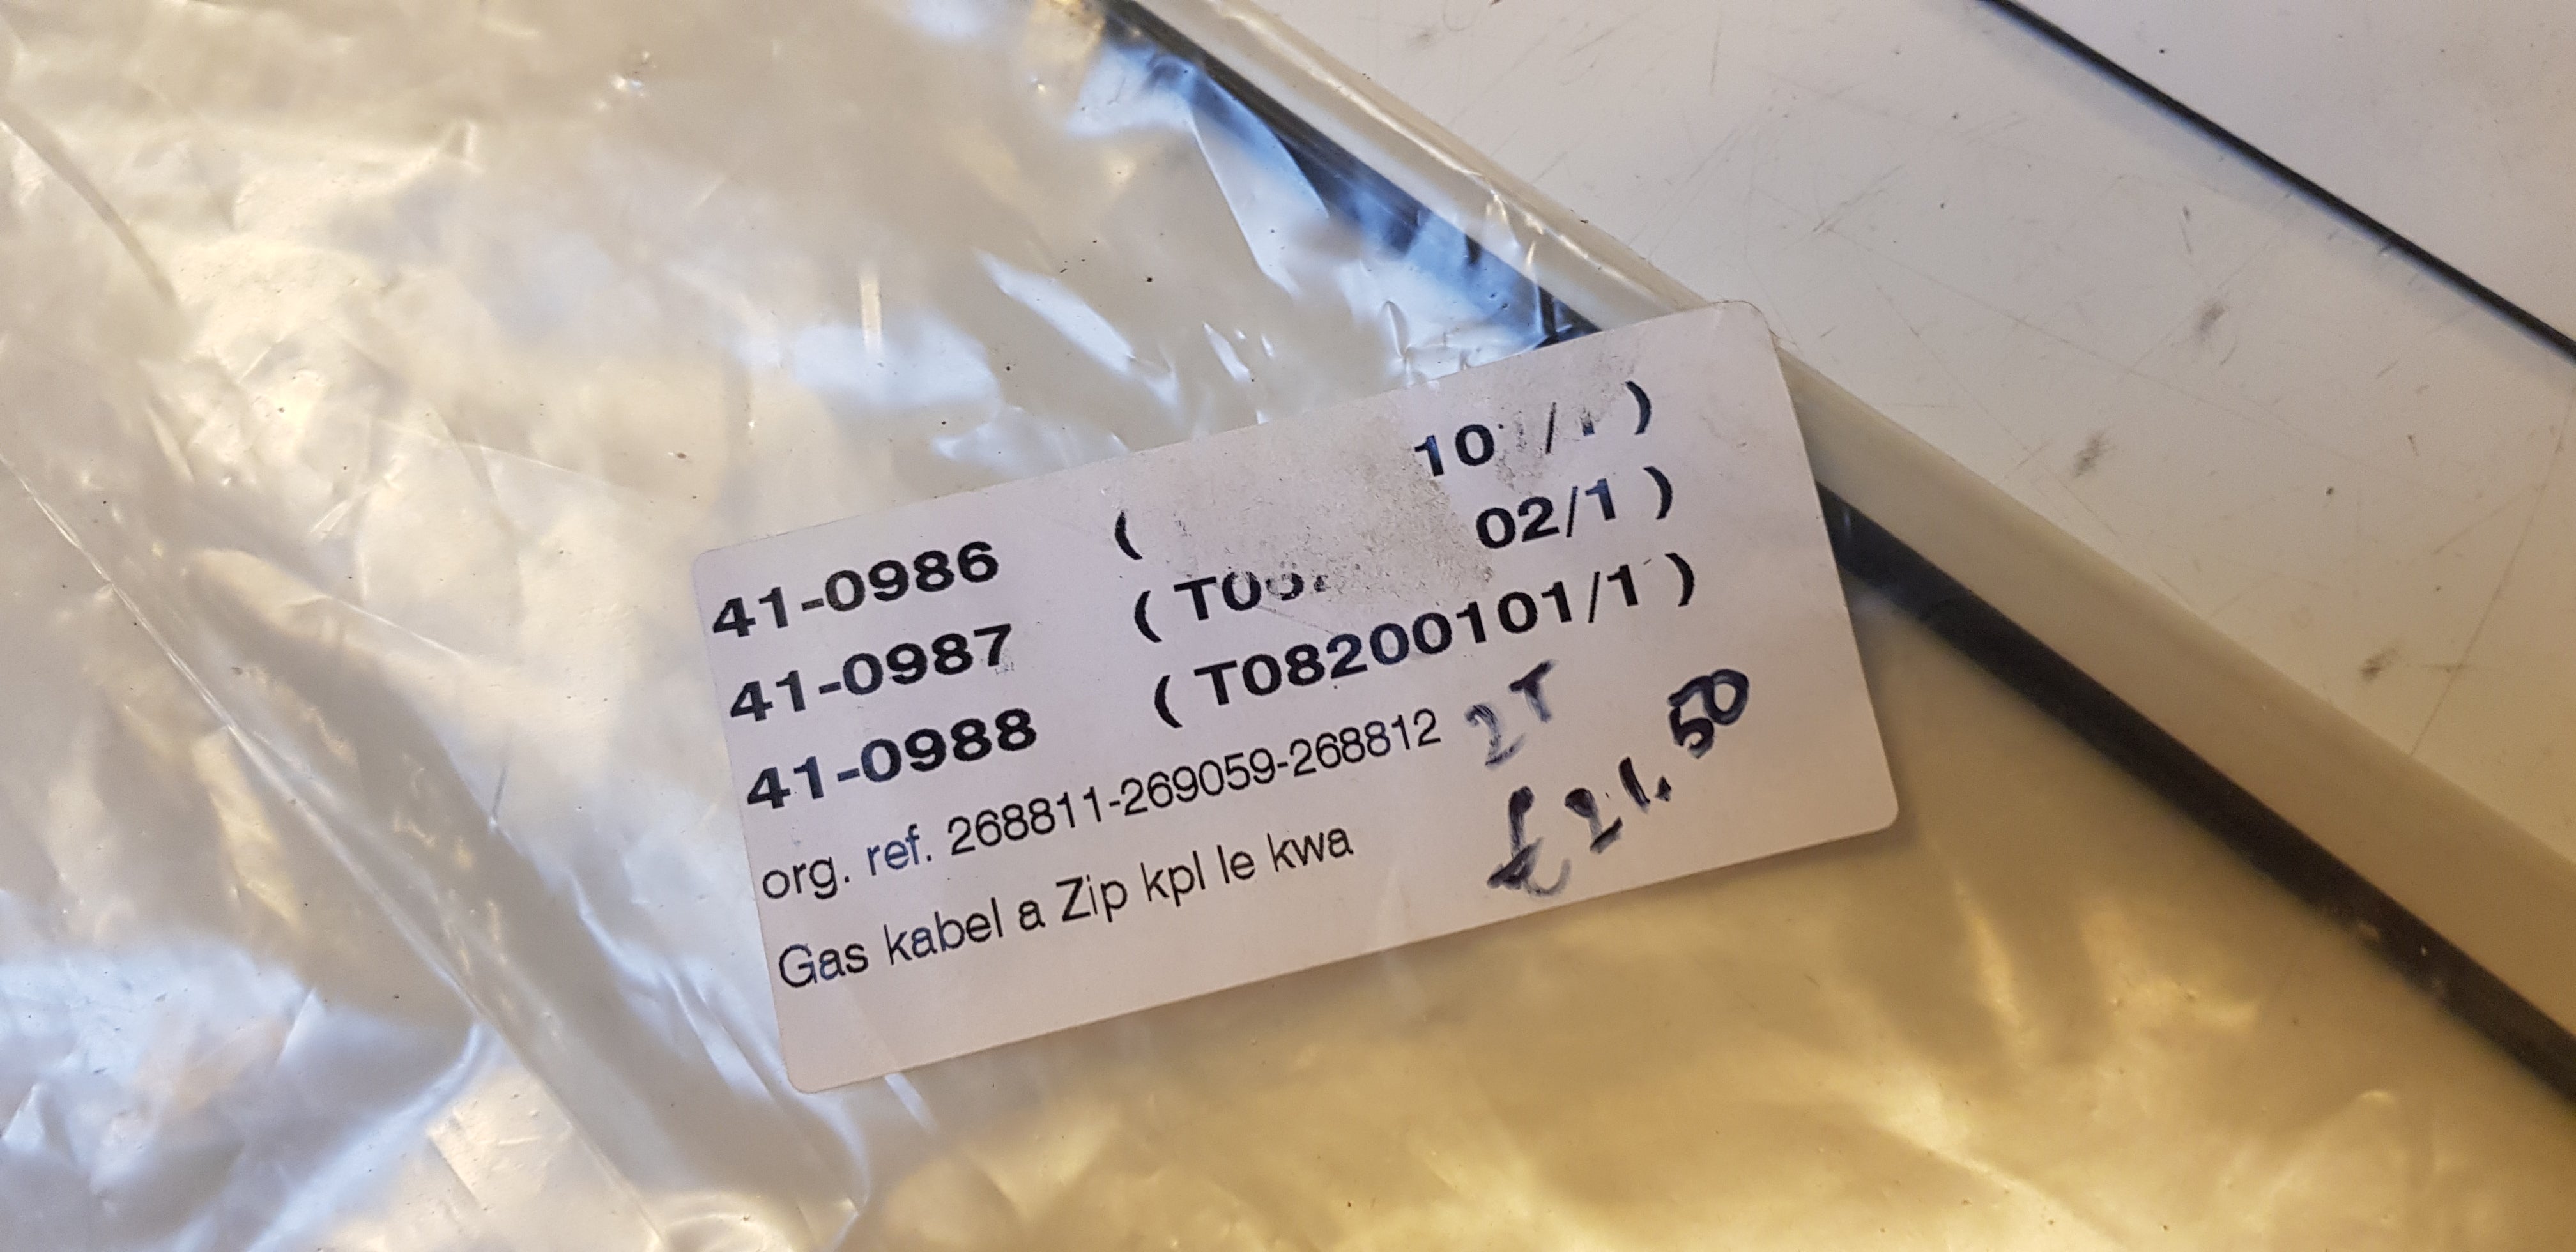 41-0986 ( 10 / )
41-0987 ( 02/1 )
41-0988 ( T08200101/1 )
org. ref. 268811-269059-268812 2T
Gas kabel a Zip kpl le kwa
£21.50